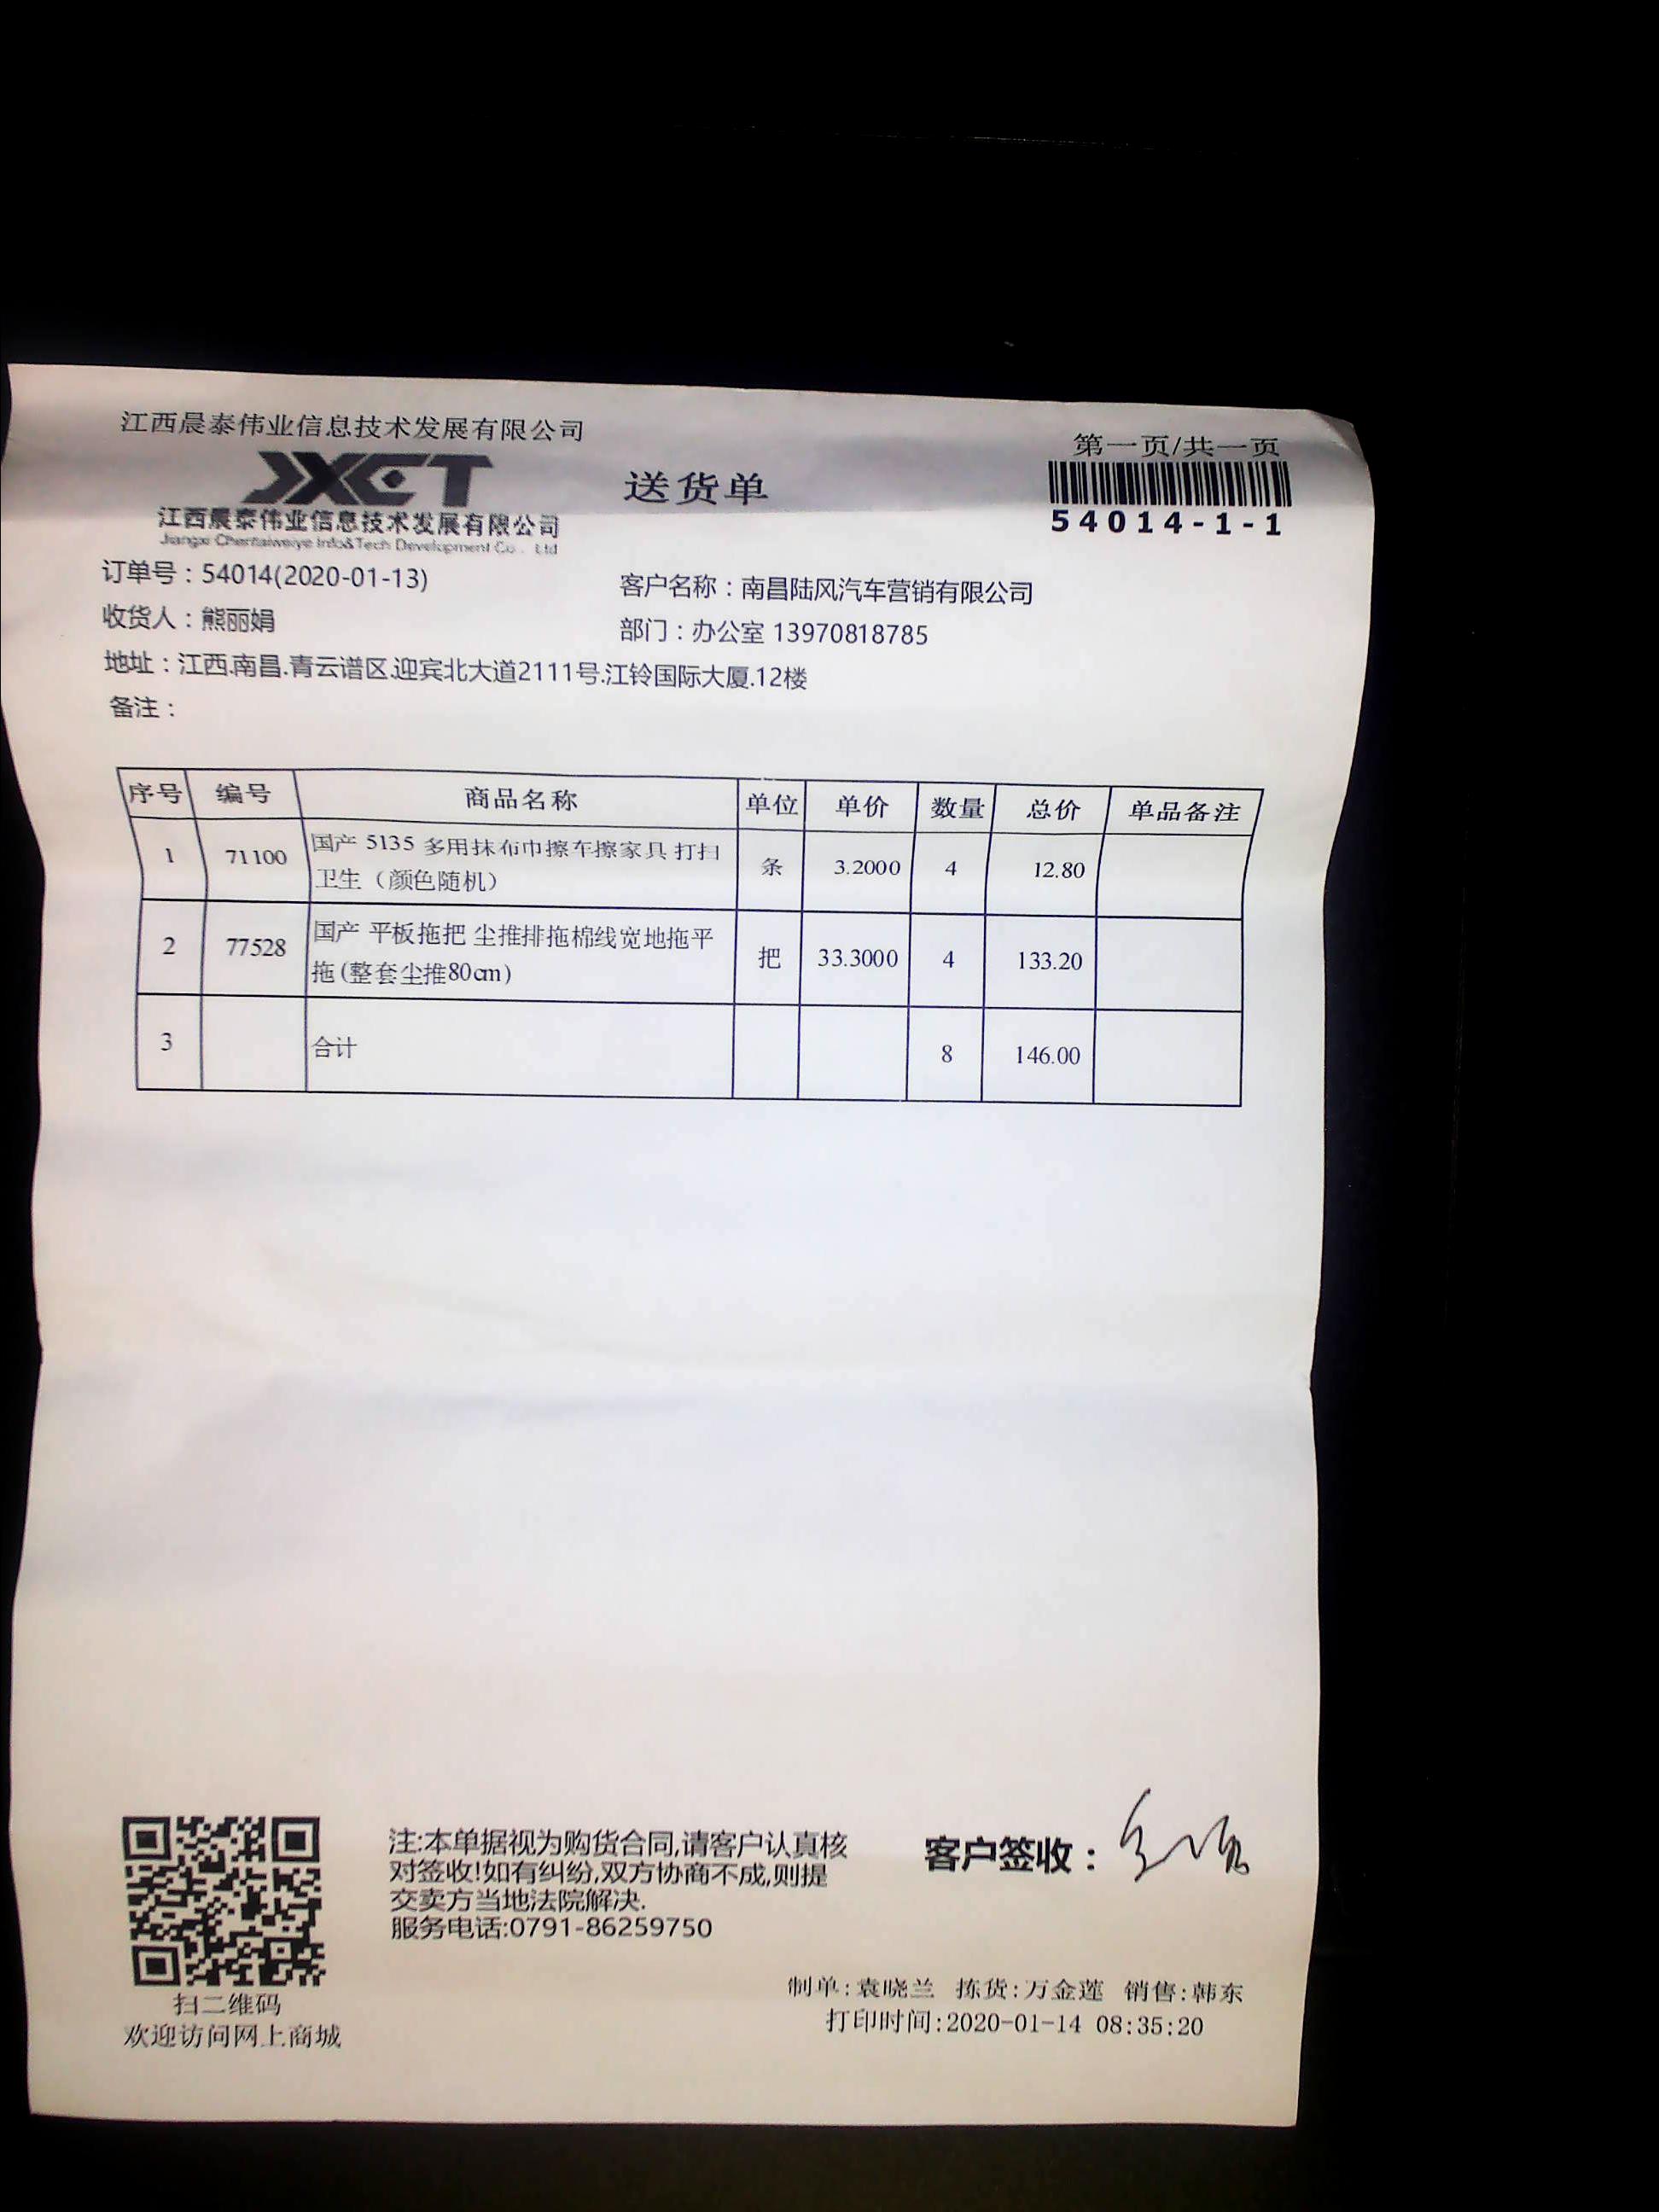 江西晨泰伟业信息技术发展有限公司
第一页/共一页
JXCT
送货单
江西晨泰伟业信息技术发展有限公司
Jiangxi Chentaiweiye Info&Tech Development Co., Ltd
54014-1-1
订单号：54014(2020-01-13)
客户名称：南昌陆风汽车营销有限公司
收货人：熊丽娟
部门：办公室 13970818785
地址：江西.南昌.青云谱区.迎宾北大道2111号.江铃国际大厦.12楼
备注：
序号 编号 商品名称 单位 单价 数量 总价 单品备注
1 71100 国产 5135 多用抹布巾擦车擦家具 打扫 条 3.2000 4 12.80
卫生（颜色随机）
2 77528 国产 平板拖把 尘推排拖棉线宽地拖平 把 33.3000 4 133.20
拖(整套尘推80cm)
3 合计 8 146.00
注:本单据视为购货合同,请客户认真核
对签收!如有纠纷,双方协商不成,则提
交卖方当地法院解决.
服务电话:0791-86259750
客户签收：
扫二维码
欢迎访问网上商城
制单:袁晓兰 拣货:万金莲 销售:韩东
打印时间:2020-01-14 08:35:20